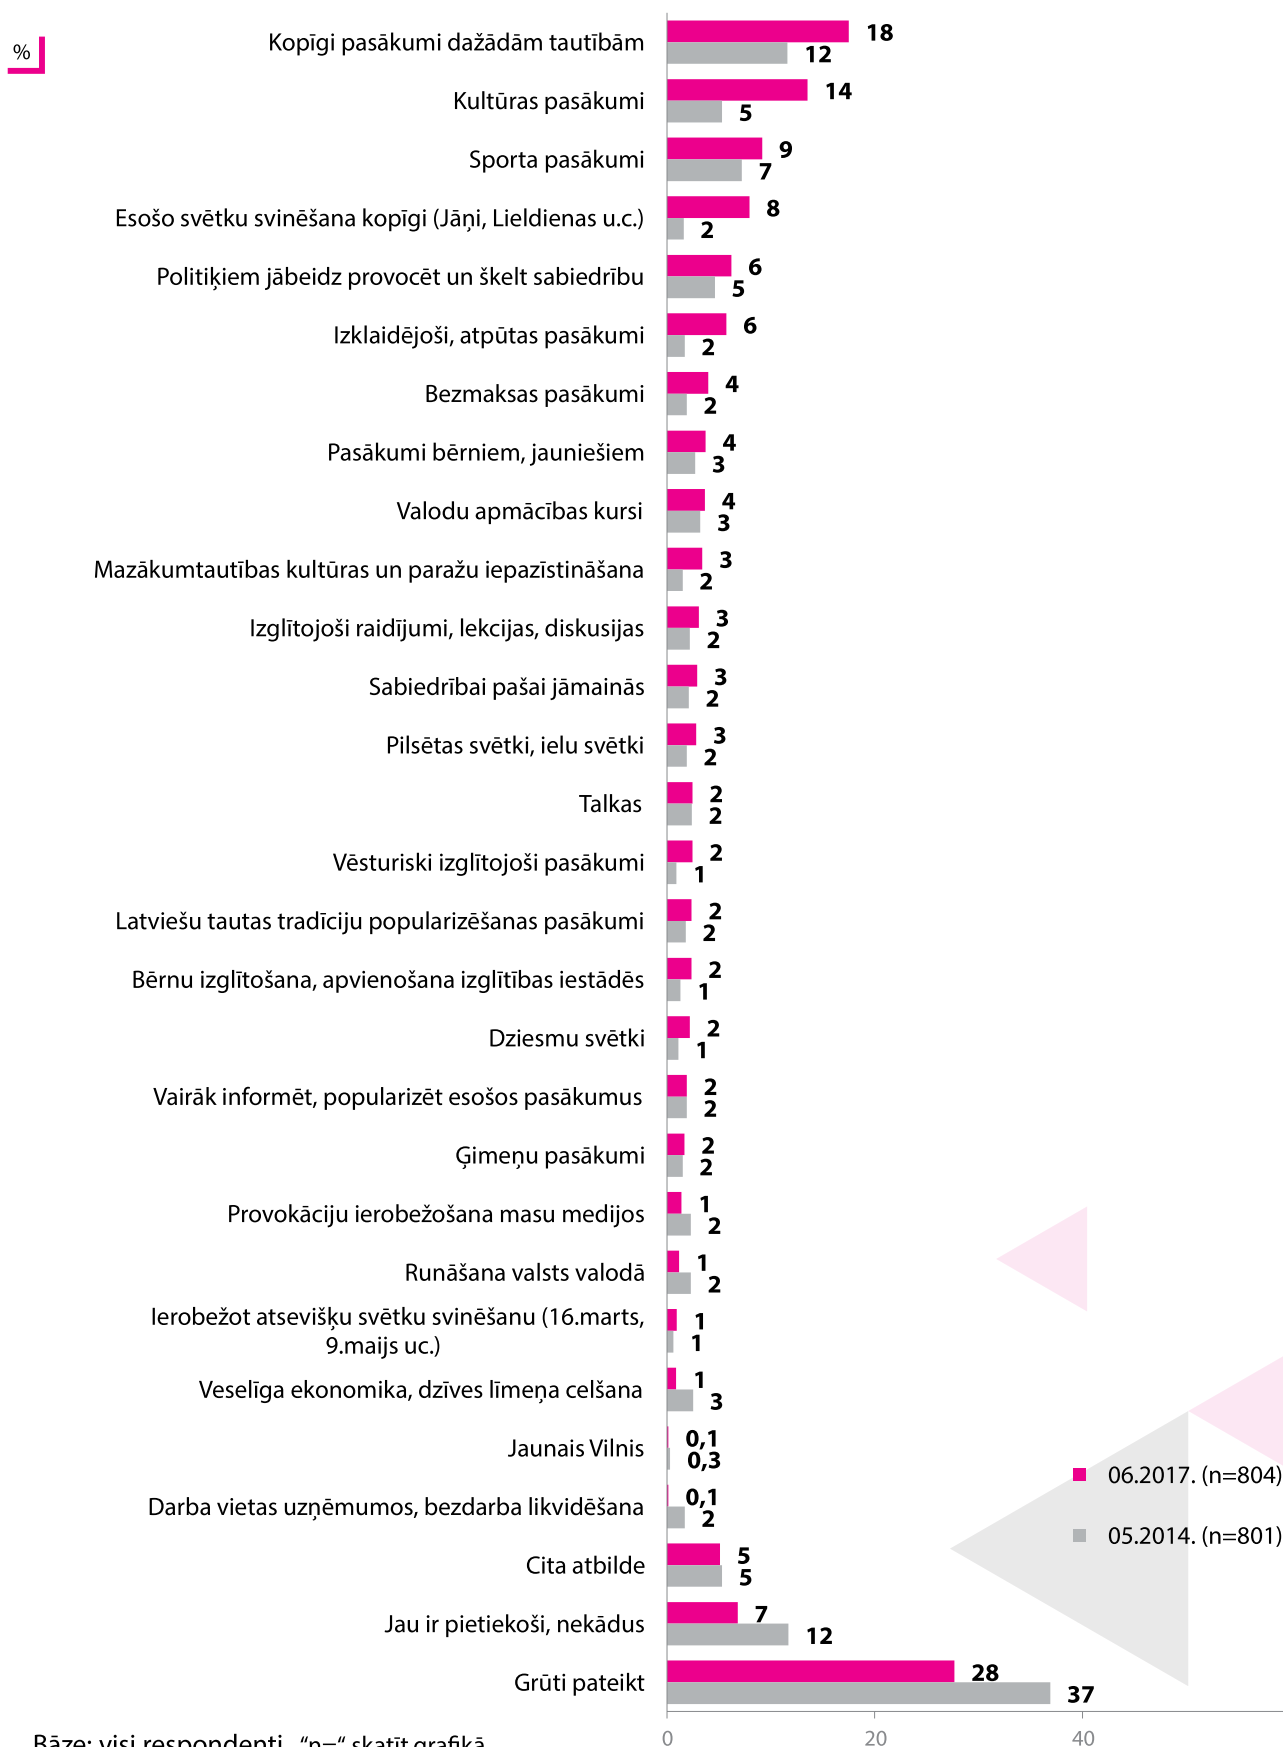 %
Kopīgi pasākumi dažādām tautībām 18
12
Kultūras pasākumi 14
5
Sporta pasākumi 9
7
Esošo svētku svinēšana kopīgi (Jāņi, Lieldienas u.c.) 8
2
Politiķiem jābeidz provocēt un šķelt sabiedrību 6
5
Izklaidējoši, atpūtas pasākumi 6
2
Bezmaksas pasākumi 4
2
Pasākumi bērniem, jauniešiem 4
3
Valodu apmācības kursi 4
3
Mazākumtautības kultūras un paražu iepazīstināšana 3
2
Izglītojoši raidījumi, lekcijas, diskusijas 3
2
Sabiedrībai pašai jāmainās 3
2
Pilsētas svētki, ielu svētki 3
2
Talkas 2
2
Vēsturiski izglītojoši pasākumi 2
1
Latviešu tautas tradīciju popularizēšanas pasākumi 2
2
Bērnu izglītošana, apvienošana izglītības iestādēs 2
1
Dziesmu svētki 2
1
Vairāk informēt, popularizēt esošos pasākumus 2
2
Ģimeņu pasākumi 2
2
Provokāciju ierobežošana masu medijos 1
2
Runāšana valsts valodā 1
2
Ierobežot atsevišķu svētku svinēšanu (16.marts, 1
9.maijs uc.) 1
Veselīga ekonomika, dzīves līmeņa celšana 1
3
Jaunais Vilnis 0,1
0,3
Darba vietas uzņēmumos, bezdarba likvidēšana 0,1
2
Cita atbilde 5
5
Jau ir pietiekoši, nekādus 7
12
Grūti pateikt 28
37
06.2017. (n=804)
05.2014. (n=801)
0 20 40
Bāze: visi respondenti, “n=“ skatīt grafikā